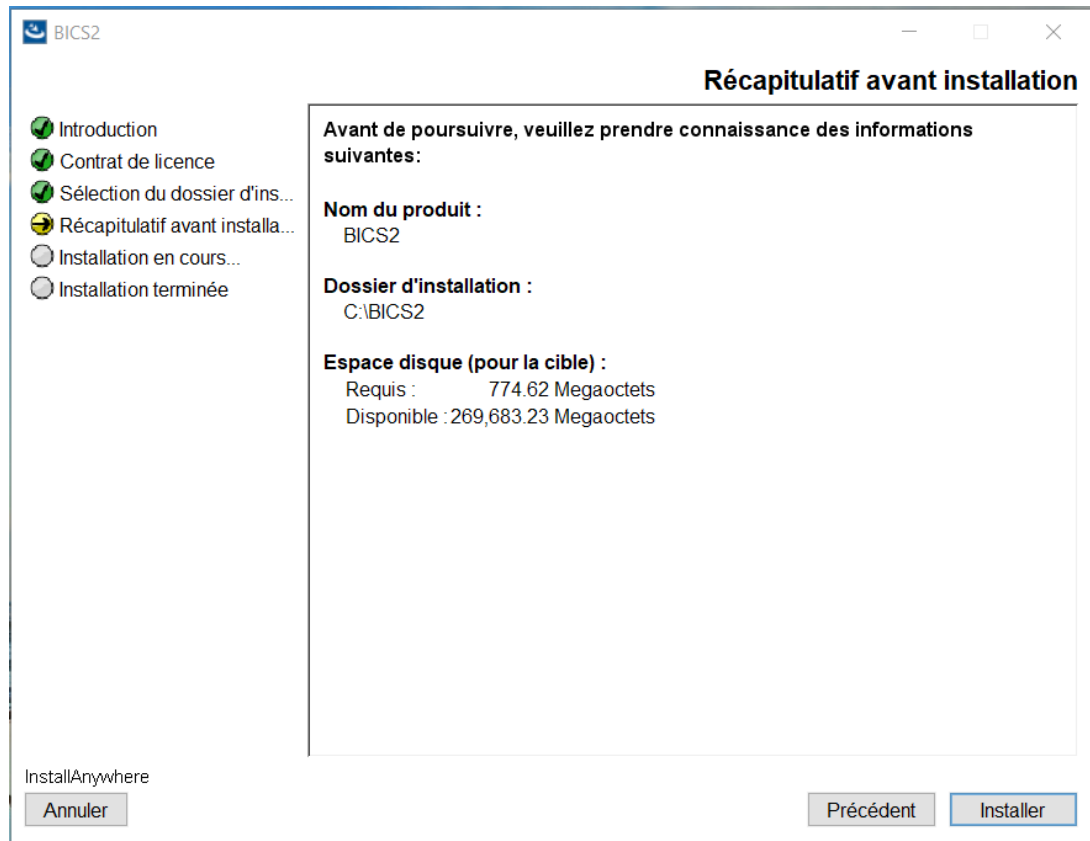 BICS2
Récapitulatif avant installation
Introduction
Contrat de licence
Sélection du dossier d'ins...
Récapitulatif avant installa...
Installation en cours...
Installation terminée
Avant de poursuivre, veuillez prendre connaissance des informations
suivantes:
Nom du produit :
BICS2
Dossier d'installation :
C:\BICS2
Espace disque (pour la cible) :
Requis : 774.62 Megaoctets
Disponible : 269,683.23 Megaoctets
InstallAnywhere
Annuler
Précédent
Installer